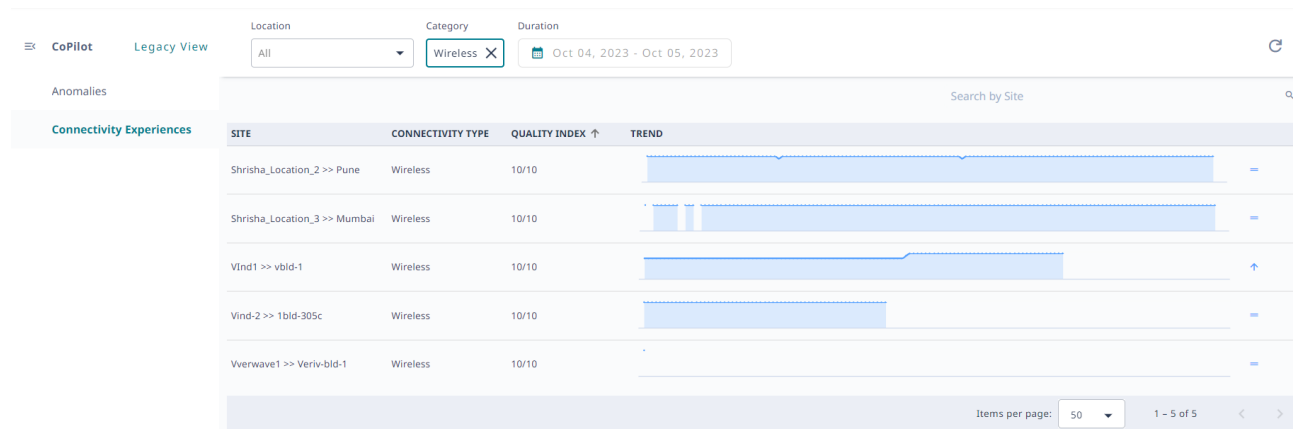 Location Category Duration
CoPilot Legacy View All Wireless Oct 04, 2023 - Oct 05, 2023
Anomalies
Search by Site
Connectivity Experiences
SITE CONNECTIVITY TYPE QUALITY INDEX TREND
Shrisha_Location_2 >> Pune Wireless 10/10
Shrisha_Location_3 >> Mumbai Wireless 10/10
VInd1 >> vbld-1 Wireless 10/10
Vind-2 >> 1bld-305c Wireless 10/10
Vverwave1 >> Veriv-bld-1 Wireless 10/10
Items per page: 50 1 – 5 of 5